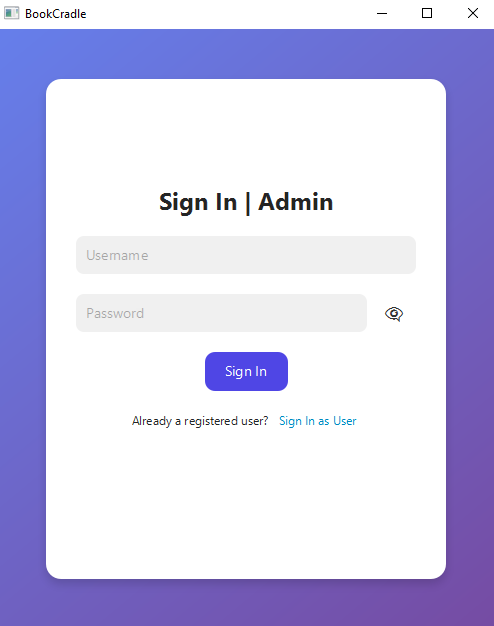 BookCradle
Sign In | Admin
Username
Password
Sign In
Already a registered user? Sign In as User